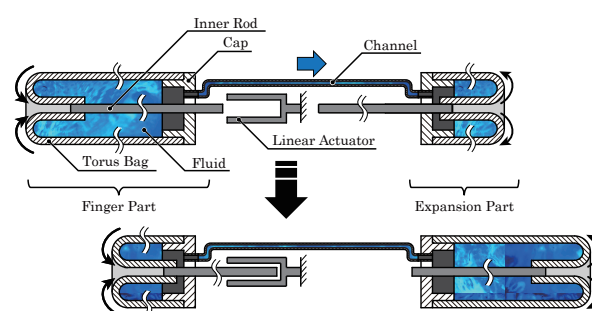 Inner Rod
Cap
Channel
Linear Actuator
Torus Bag
Fluid
Finger Part
Expansion Part